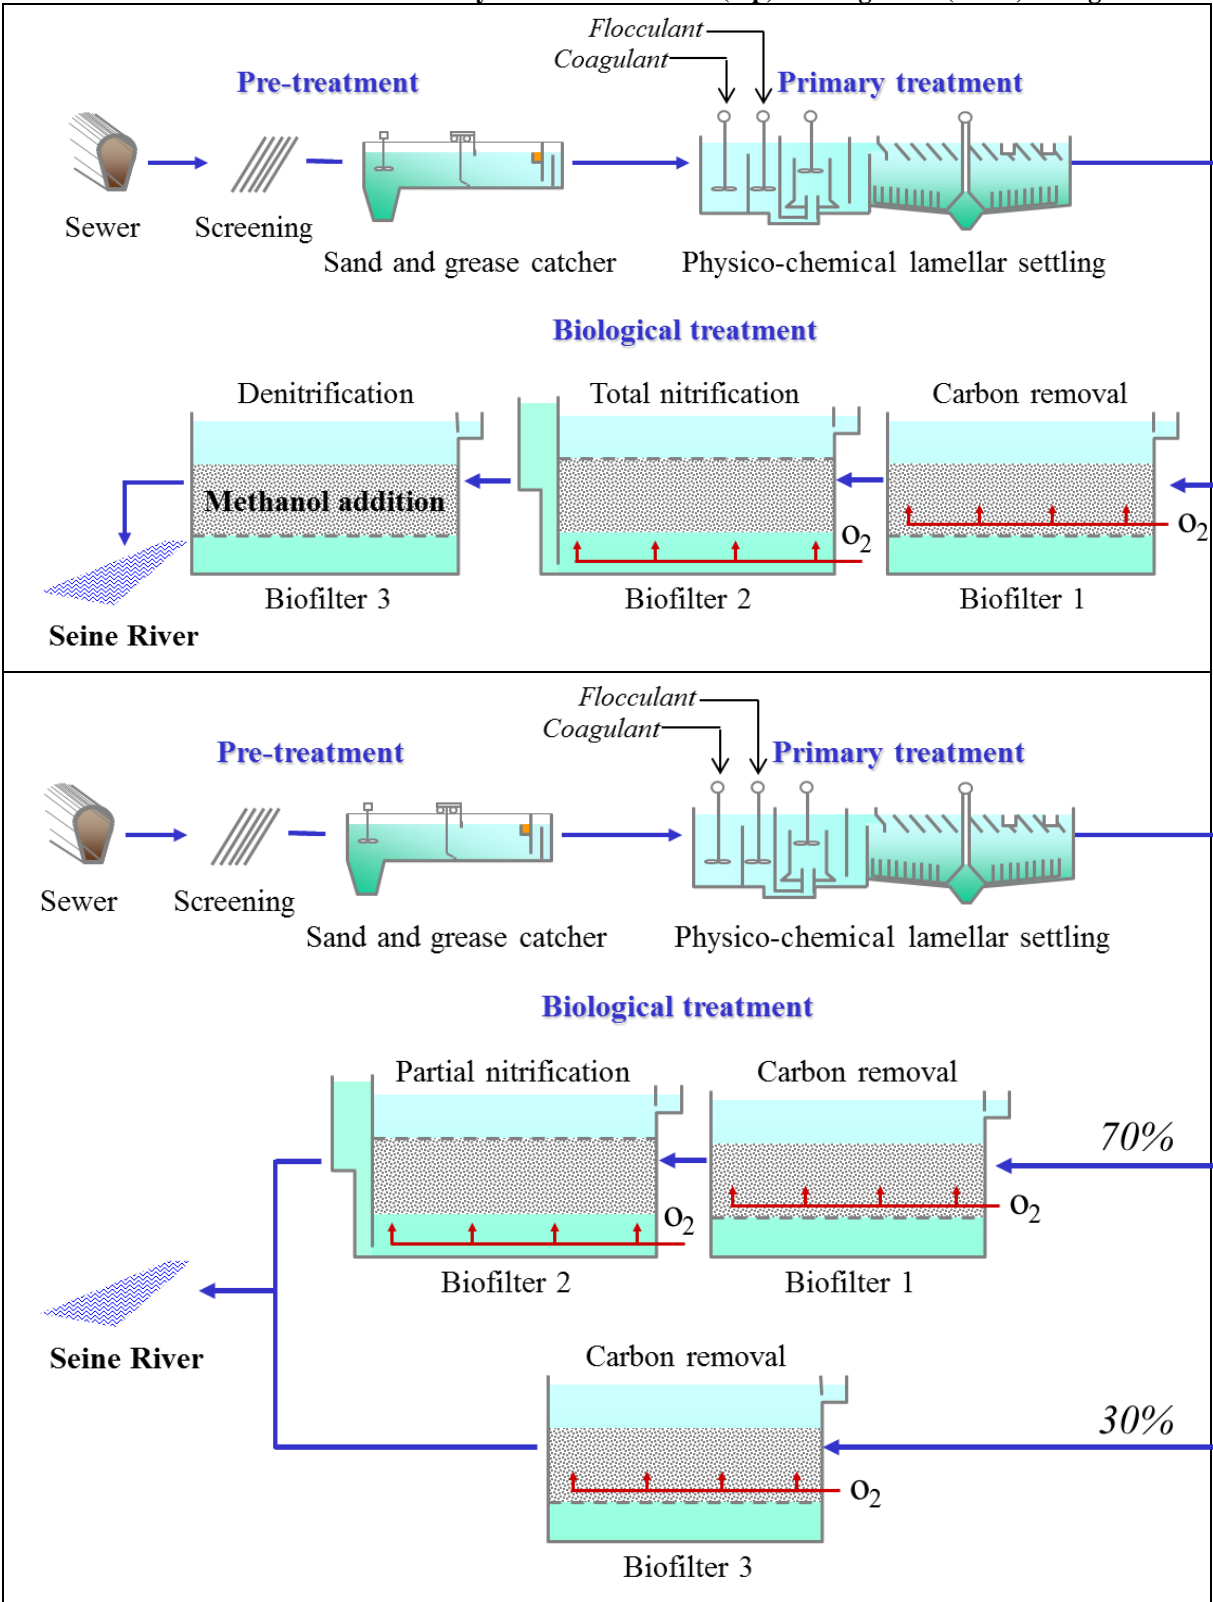 Flocculant
Coagulant
Pre-treatment
Primary treatment
Sewer
Screening
Sand and grease catcher
Physico-chemical lamellar settling
Biological treatment
Denitrification
Total nitrification
Carbon removal
Methanol addition
O₂
O₂
Biofilter 3
Biofilter 2
Biofilter 1
Seine River
Flocculant
Coagulant
Pre-treatment
Primary treatment
Sewer
Screening
Sand and grease catcher
Physico-chemical lamellar settling
Biological treatment
Partial nitrification
Carbon removal
70%
O₂
O₂
Biofilter 2
Biofilter 1
Seine River
Carbon removal
30%
O₂
Biofilter 3